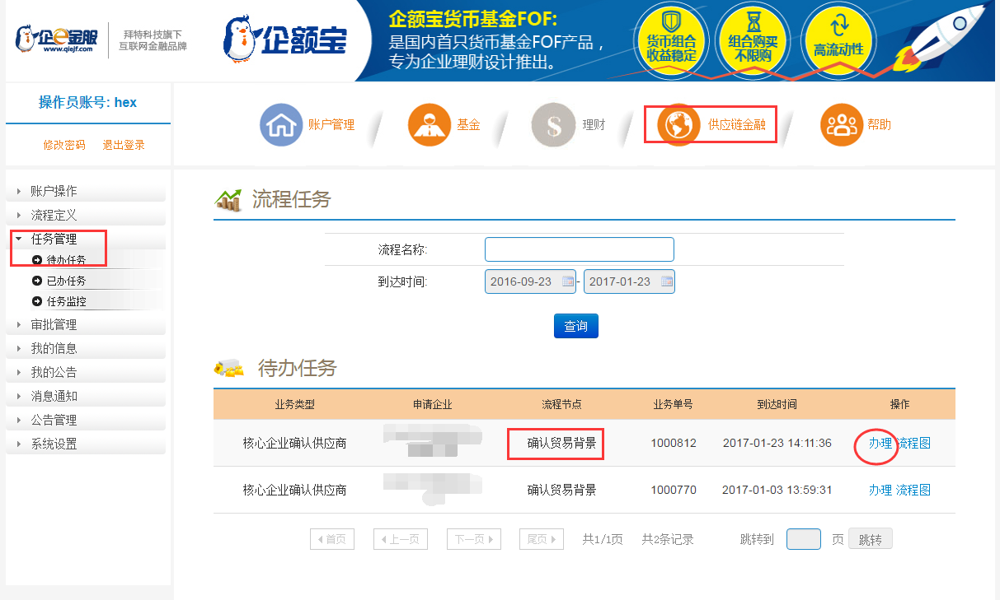 企e金服
www.qiejf.com
拜特科技旗下
互联网金融品牌
企额宝
企额宝货币基金FOF:
是国内首只货币基金FOF产品，
专为企业理财设计推出。
货币组合
收益稳定
组合购买
不限购
高流动性
操作员账号: hex
修改密码 退出登录
账户管理
基金
$
理财
供应链金融
帮助
账户操作
流程定义
任务管理
待办任务
已办任务
任务监控
审批管理
我的信息
我的公告
消息通知
公告管理
系统设置
流程任务
流程名称:
到达时间: 2016-09-23 - 2017-01-23
查询
待办任务
业务类型 申请企业 流程节点 业务单号 到达时间 操作
核心企业确认供应商 确认贸易背景 1000812 2017-01-23 14:11:36 办理 流程图
核心企业确认供应商 确认贸易背景 1000770 2017-01-03 13:59:31 办理 流程图
首页 上一页 下一页 尾页 共1/1页 共2条记录 跳转到 页 跳转